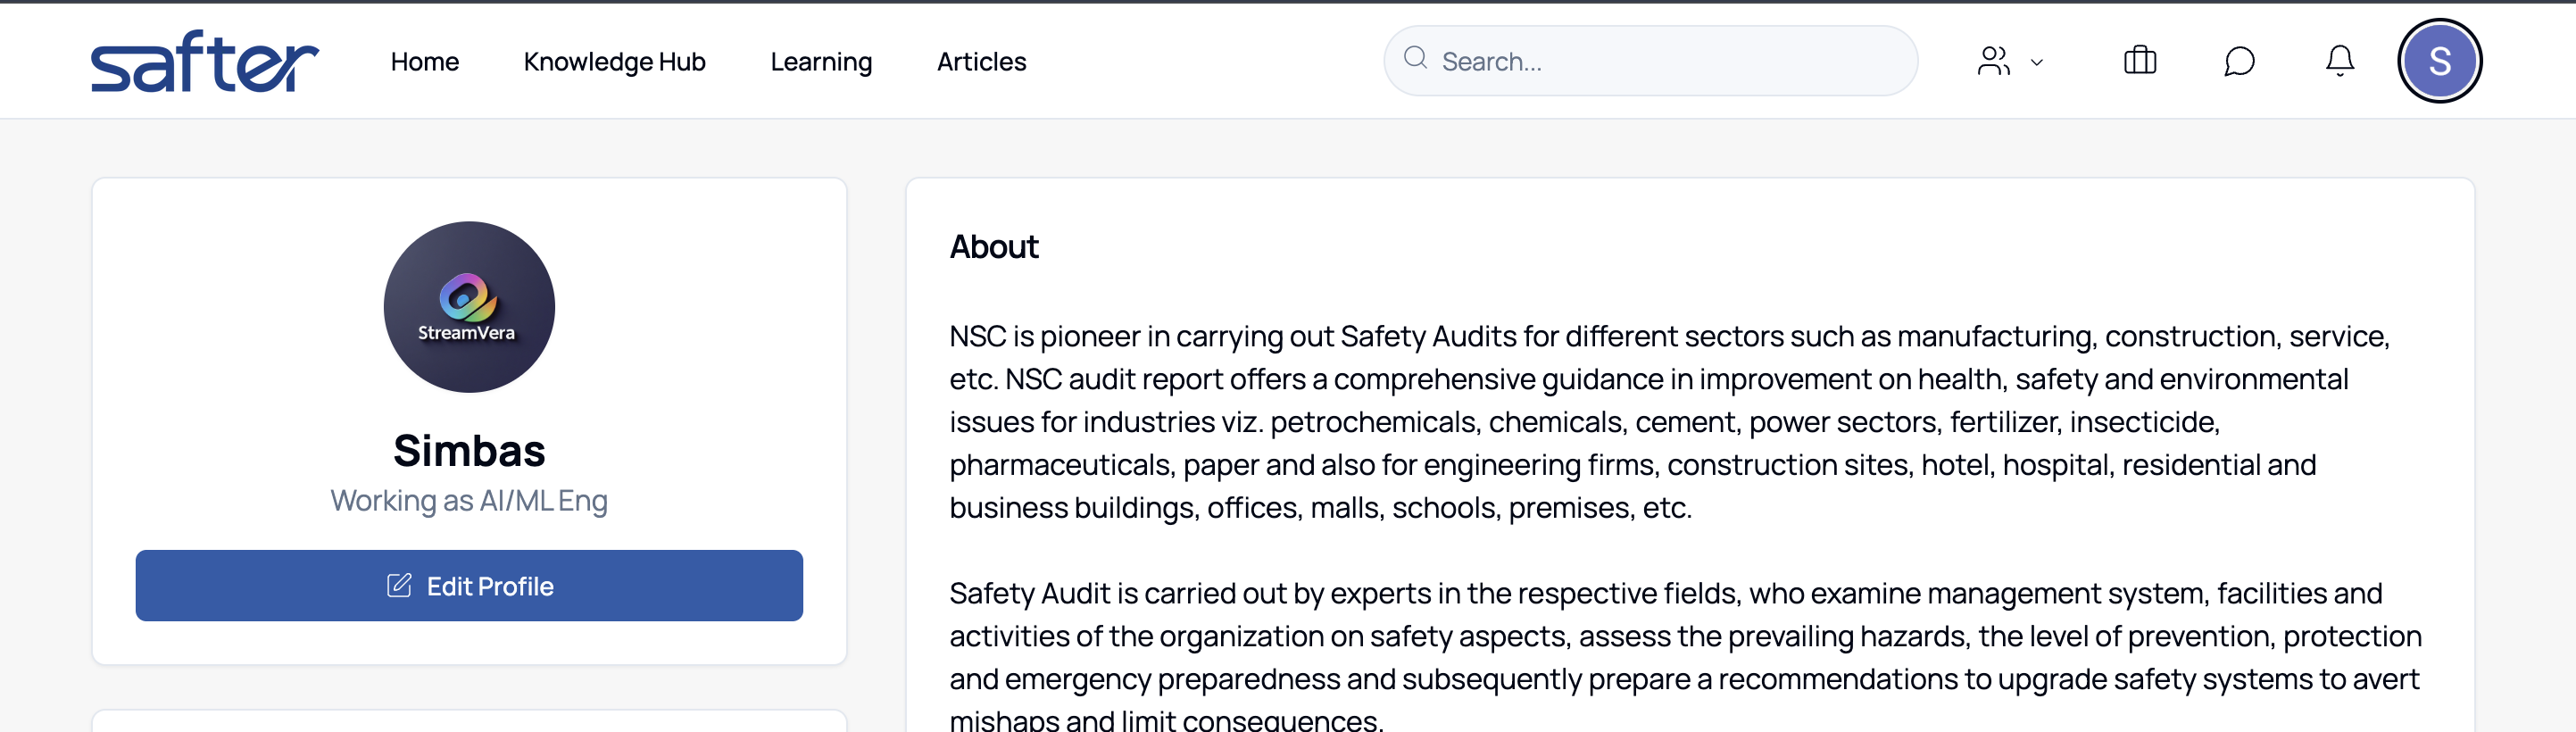 safter
Home
Knowledge Hub
Learning
Articles
Search...
S
StreamVera
Simbas
Working as AI/ML Eng
Edit Profile
About
NSC is pioneer in carrying out Safety Audits for different sectors such as manufacturing, construction, service,
etc. NSC audit report offers a comprehensive guidance in improvement on health, safety and environmental
issues for industries viz. petrochemicals, chemicals, cement, power sectors, fertilizer, insecticide,
pharmaceuticals, paper and also for engineering firms, construction sites, hotel, hospital, residential and
business buildings, offices, malls, schools, premises, etc.
Safety Audit is carried out by experts in the respective fields, who examine management system, facilities and
activities of the organization on safety aspects, assess the prevailing hazards, the level of prevention, protection
and emergency preparedness and subsequently prepare a recommendations to upgrade safety systems to avert
mishaps and limit consequences.